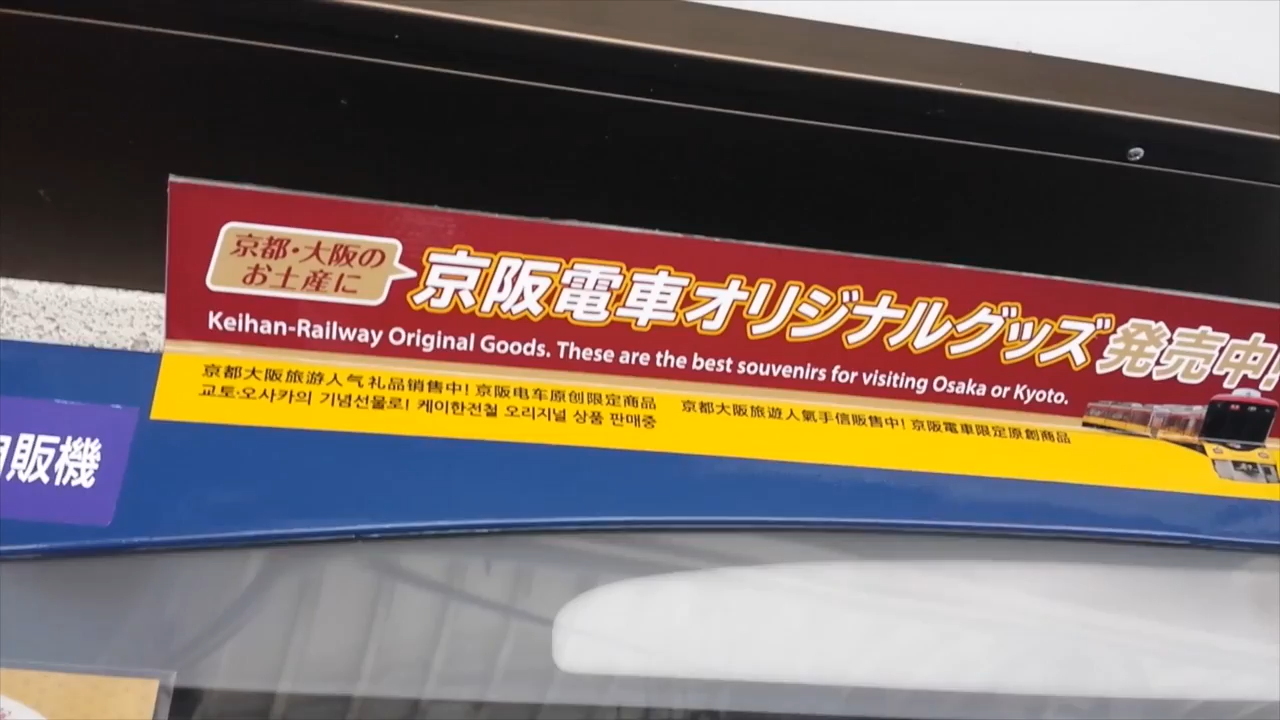 京都・大阪の
お土産に
京阪電車オリジナルグッズ発売中!
Keihan-Railway Original Goods. These are the best souvenirs for visiting Osaka or Kyoto.
京都大阪旅游人气礼品销售中! 京阪电车原创限定商品
교토·오사카의 기념선물로! 케이한전철 오리지널 상품 판매중
京都大阪旅遊人氣手信販售中! 京阪電車限定原創商品
販機